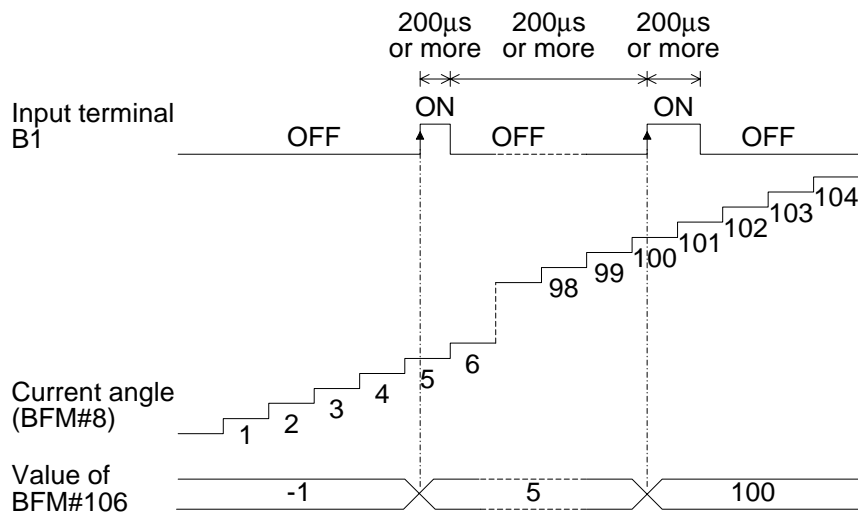 200μs
or more
200μs
or more
200μs
or more
Input terminal
B1
OFF
ON
OFF
ON
OFF
Current angle
(BFM#8)
1
2
3
4
5
6
98
99
100
101
102
103
104
Value of
BFM#106
-1
5
100